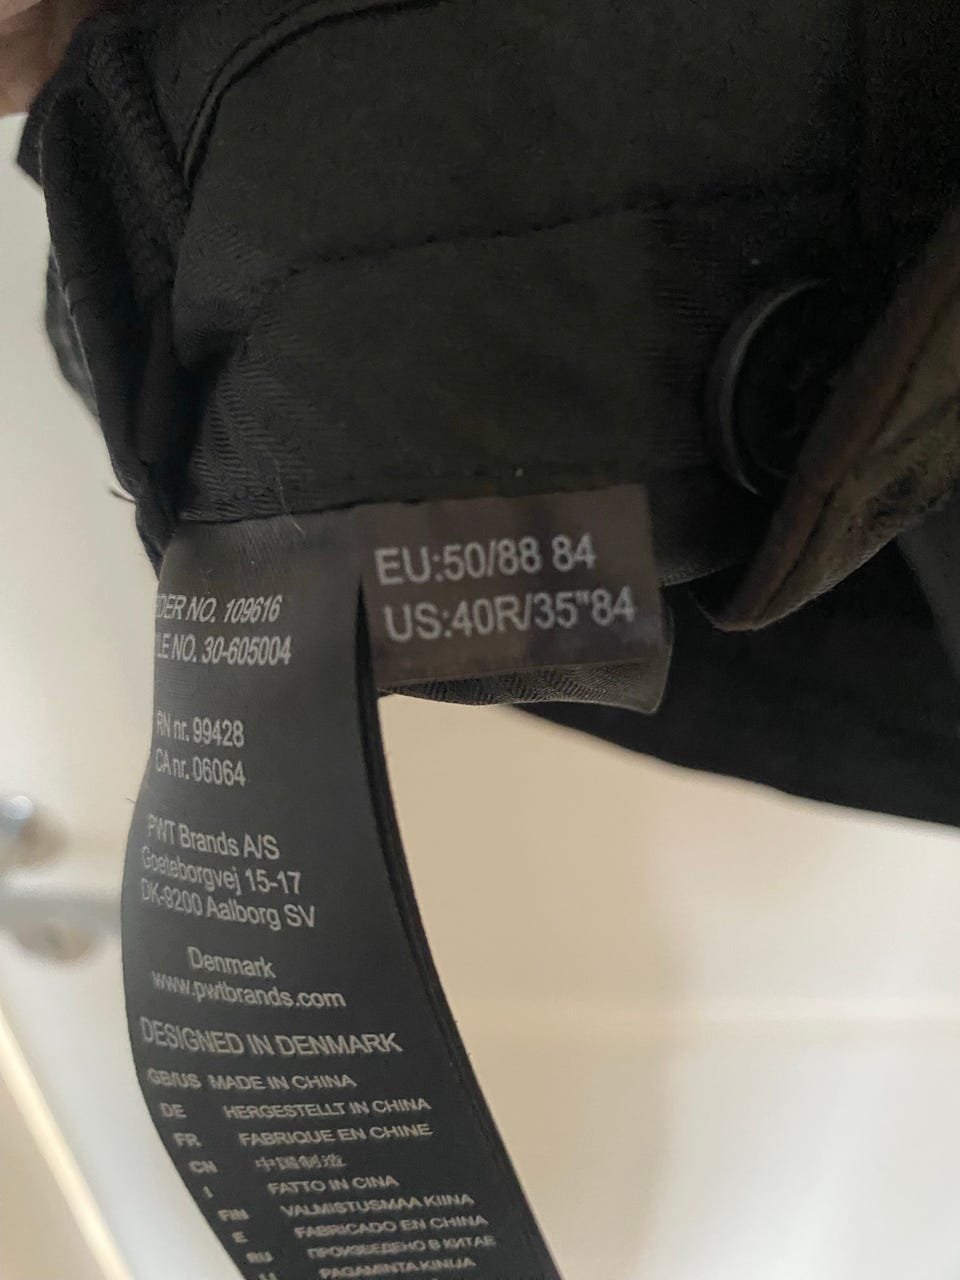 EU:50/88 84
US:40R/35"84
DER NO. 109616
LE NO. 30-605004
RN nr. 99428
CA nr. 06064
PWT Brands A/S
Goeteborgvej 15-17
DK-9200 Aalborg SV
Denmark
www.pwtbrands.com
DESIGNED IN DENMARK
GB/US MADE IN CHINA
DE HERGESTELLT IN CHINA
FR FABRIQUE EN CHINE
CN 中国制造
I FATTO IN CINA
FIN VALMISTUSMAA KIINA
E FABRICADO EN CHINA
RU ПРОИЗВЕДЕНО В КИТАЕ
PAGAMINTA KINIJA